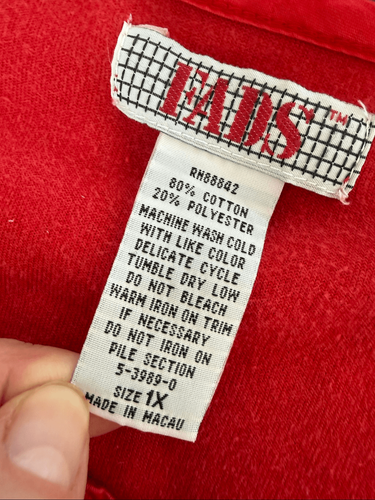 FADS™
RN88842
80% COTTON
20% POLYESTER
MACHINE WASH COLD
WITH LIKE COLOR
DELICATE CYCLE
TUMBLE DRY LOW
DO NOT BLEACH
WARM IRON ON TRIM
IF NECESSARY
DO NOT IRON ON
PILE SECTION
5-3989-0
SIZE 1X
MADE IN MACAU